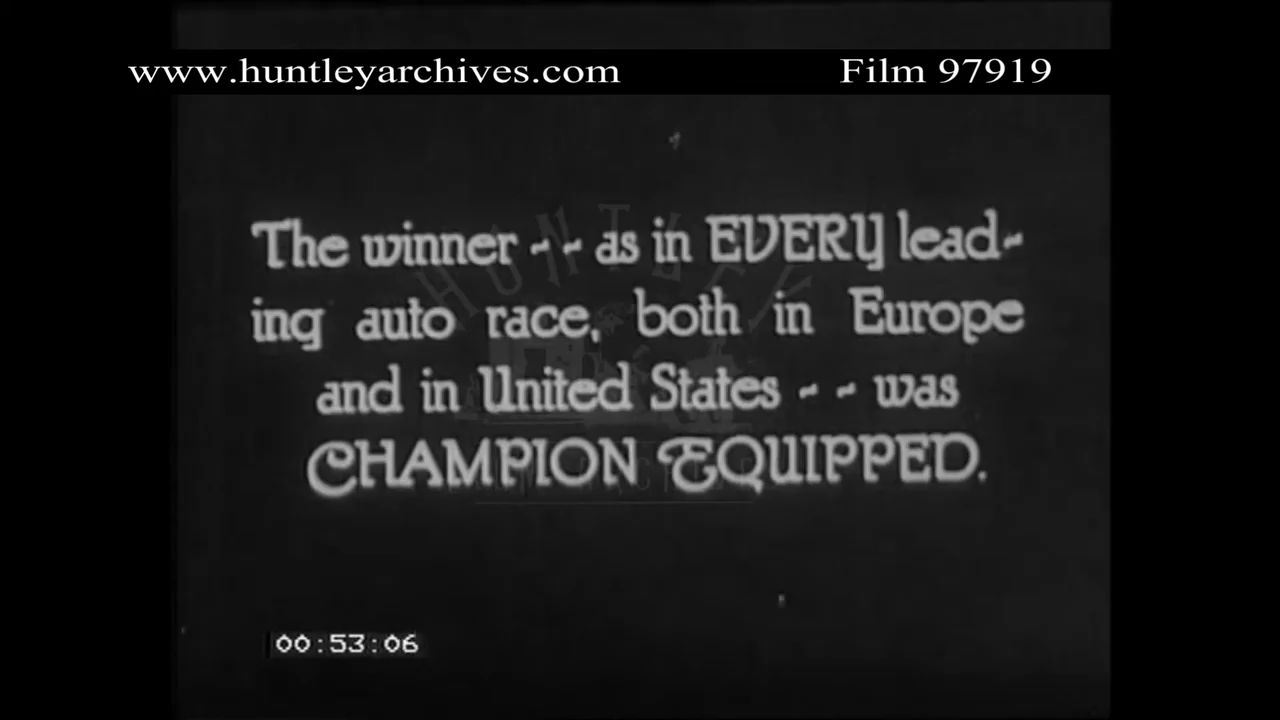 www.huntleyarchives.com Film 97919
The winner - - as in EVERY lead-
ing auto race, both in Europe
and in United States - - was
CHAMPION EQUIPPED.
HUNTLEY
00:53:06